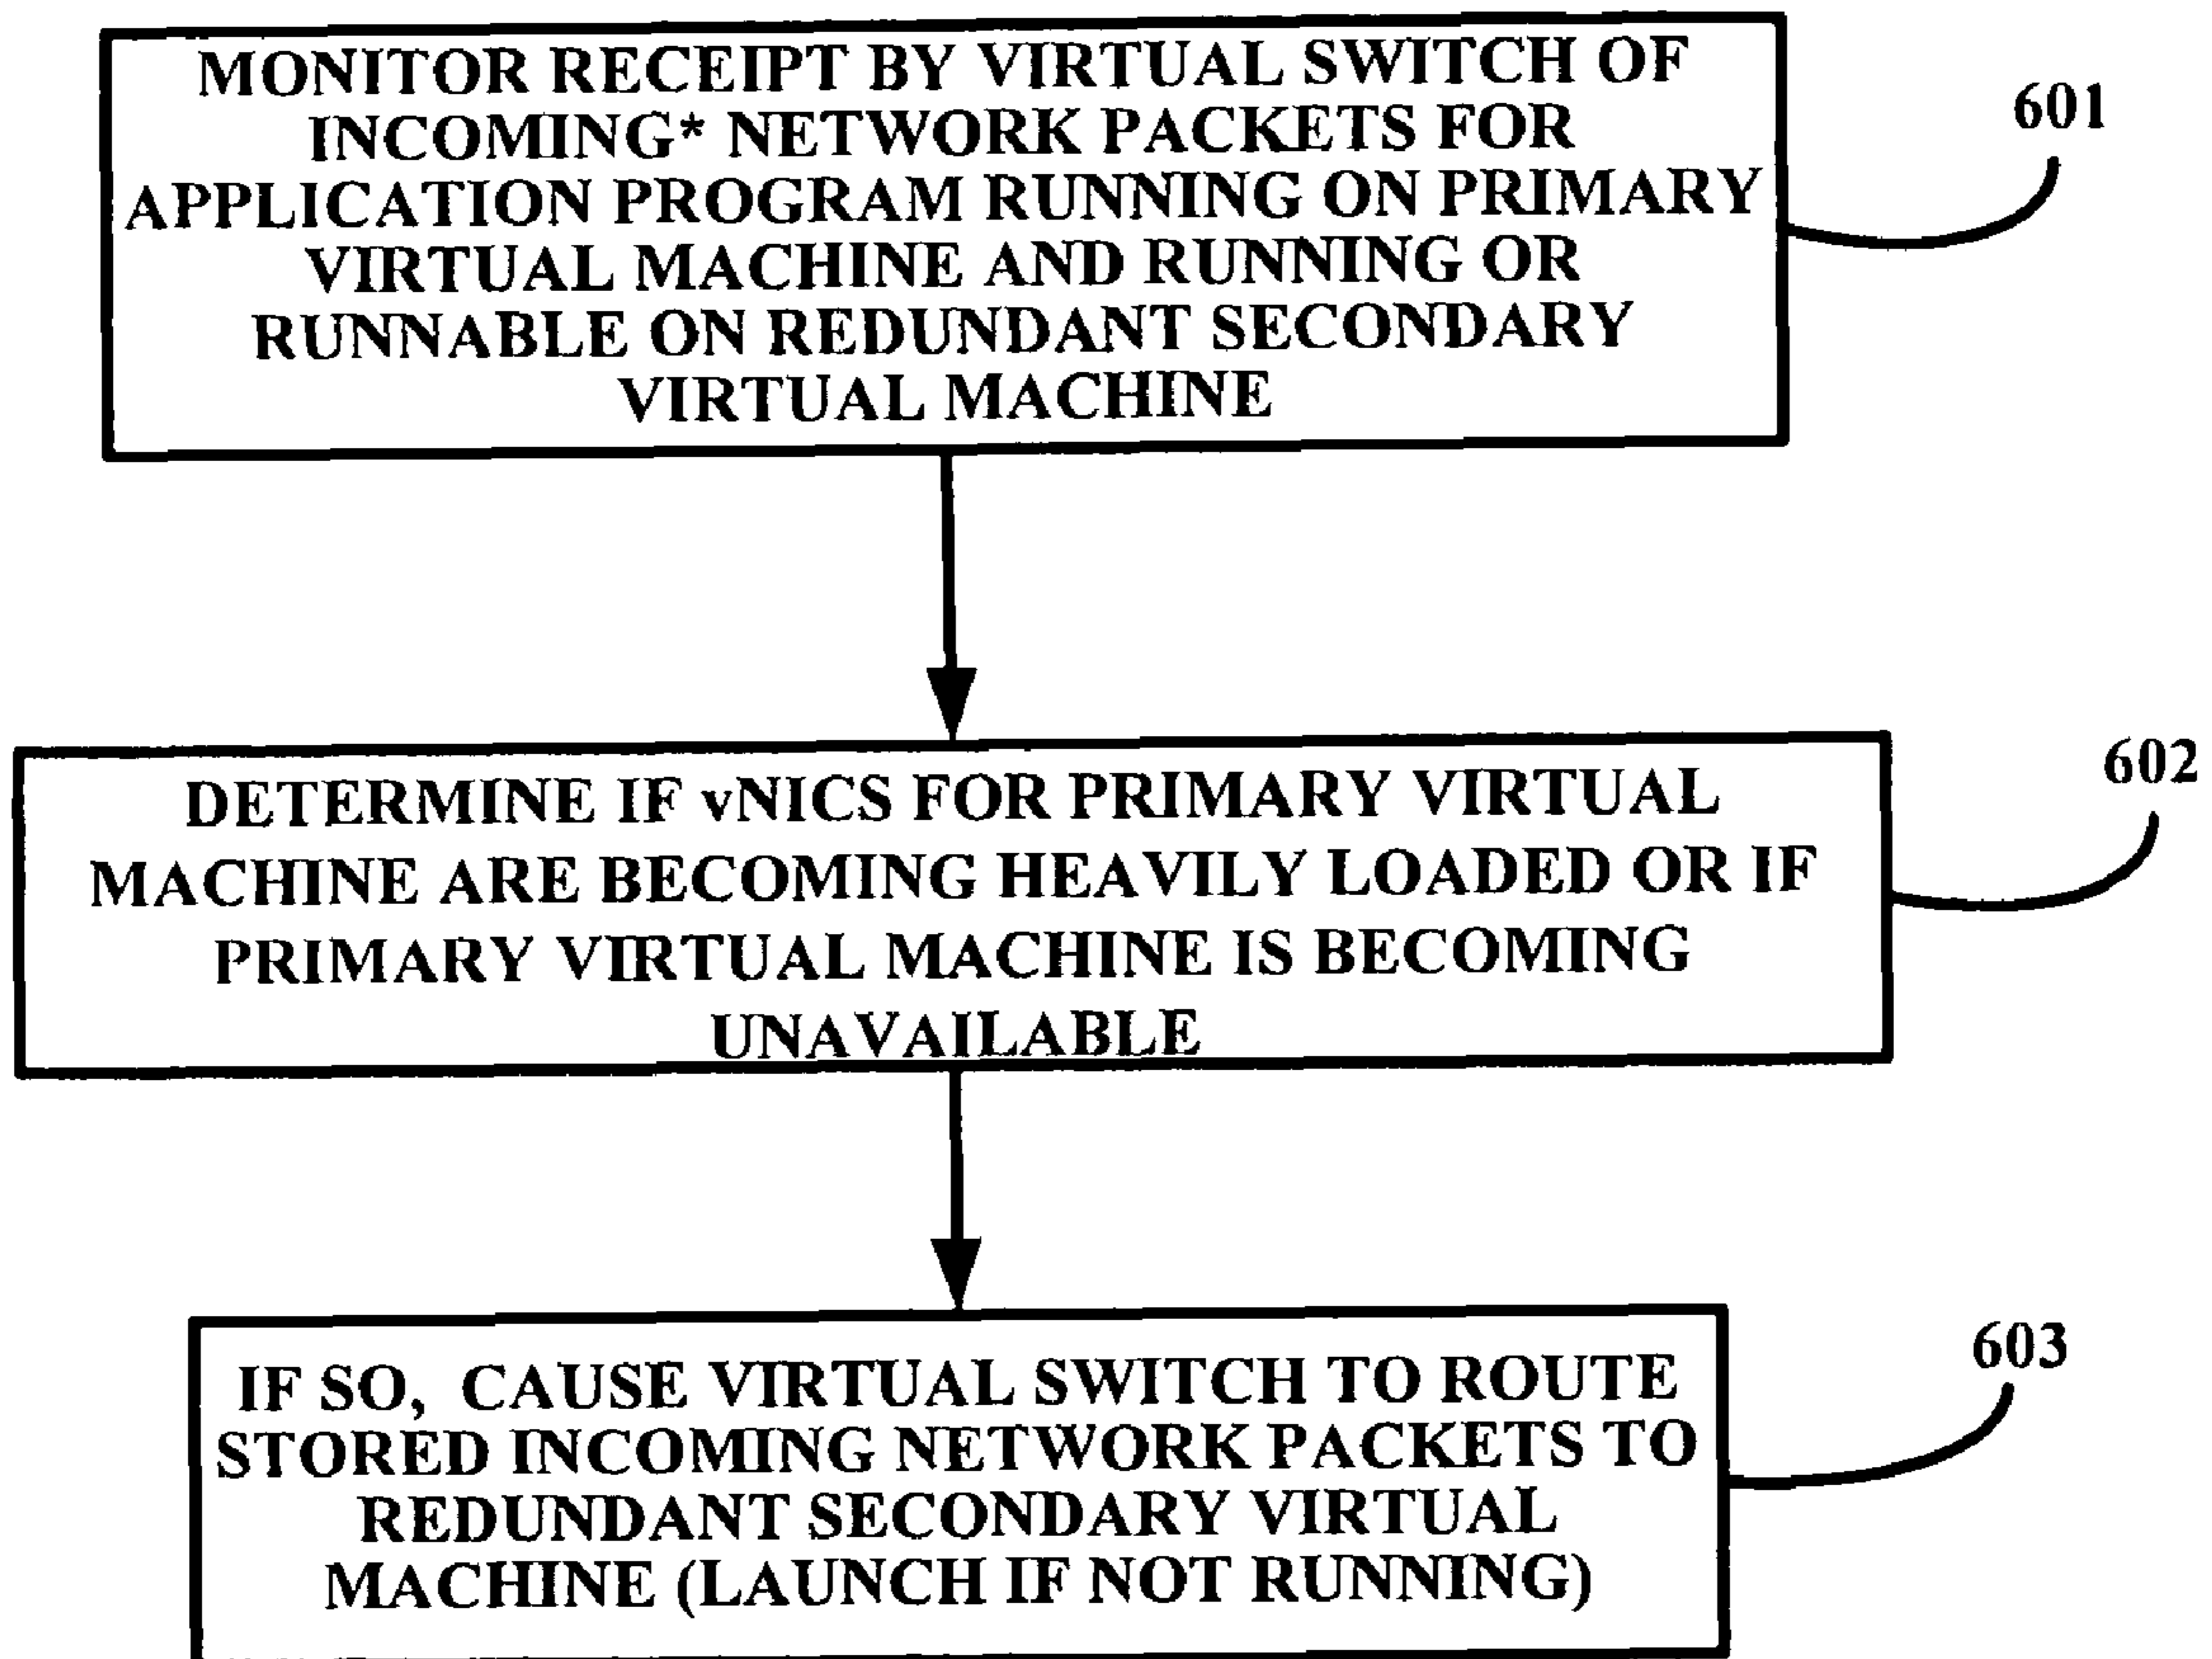 MONITOR RECEIPT BY VIRTUAL SWITCH OF
INCOMING* NETWORK PACKETS FOR
APPLICATION PROGRAM RUNNING ON PRIMARY
VIRTUAL MACHINE AND RUNNING OR
RUNNABLE ON REDUNDANT SECONDARY
VIRTUAL MACHINE
601
DETERMINE IF vNICS FOR PRIMARY VIRTUAL
MACHINE ARE BECOMING HEAVILY LOADED OR IF
PRIMARY VIRTUAL MACHINE IS BECOMING
UNAVAILABLE
602
IF SO, CAUSE VIRTUAL SWITCH TO ROUTE
STORED INCOMING NETWORK PACKETS TO
REDUNDANT SECONDARY VIRTUAL
MACHINE (LAUNCH IF NOT RUNNING)
603